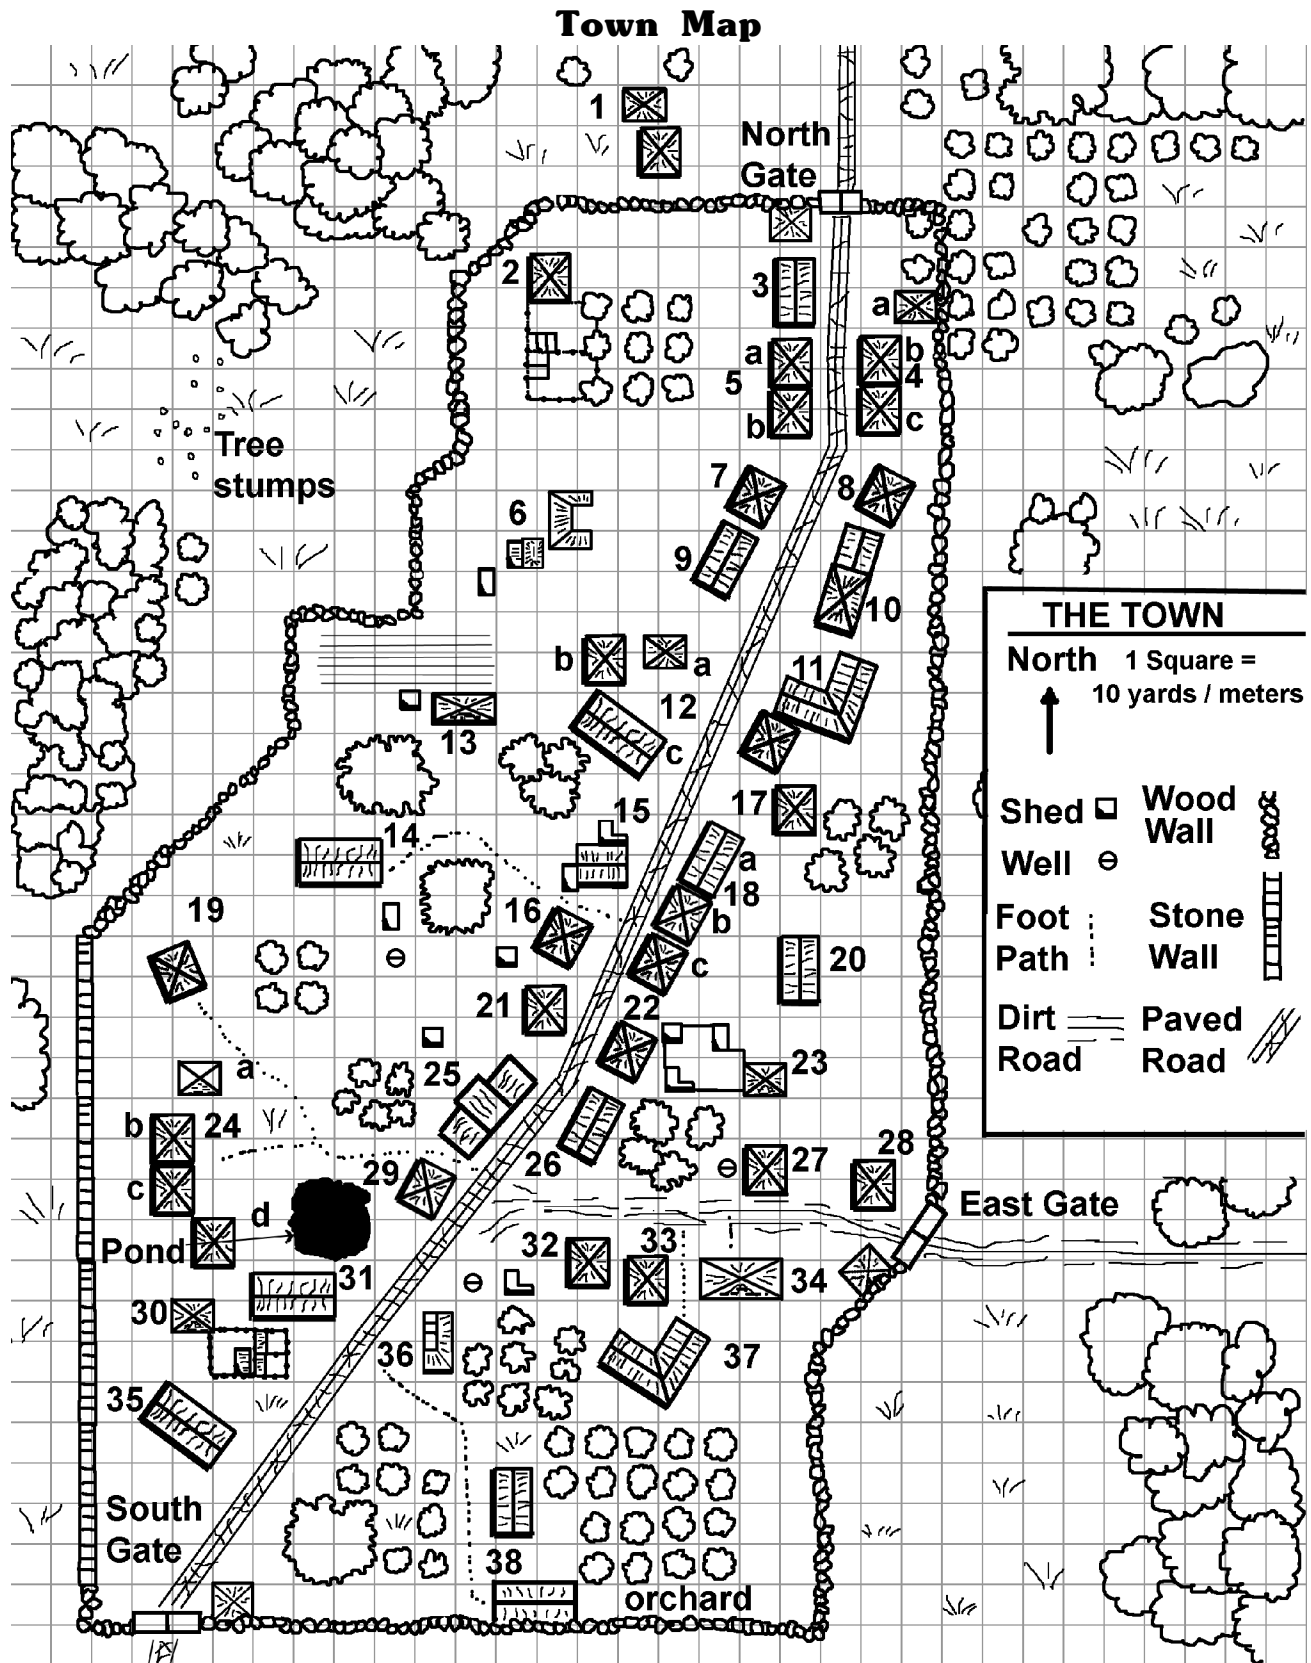 Town Map
1
North
Gate
2
3
a
a
b
5
4
b
c
Tree
stumps
7
8
6
9
10
b
a
11
12
c
13
15
17
14
a
18
b
16
c
19
20
21
22
23
a
25
b
24
c
26
27
28
29
d
Pond
East Gate
32
33
34
31
30
36
37
35
South
Gate
38
orchard
THE TOWN
North
1 Square =
10 yards / meters
Shed
Wood
Wall
Well
Foot
Path
Stone
Wall
Dirt
Road
Paved
Road